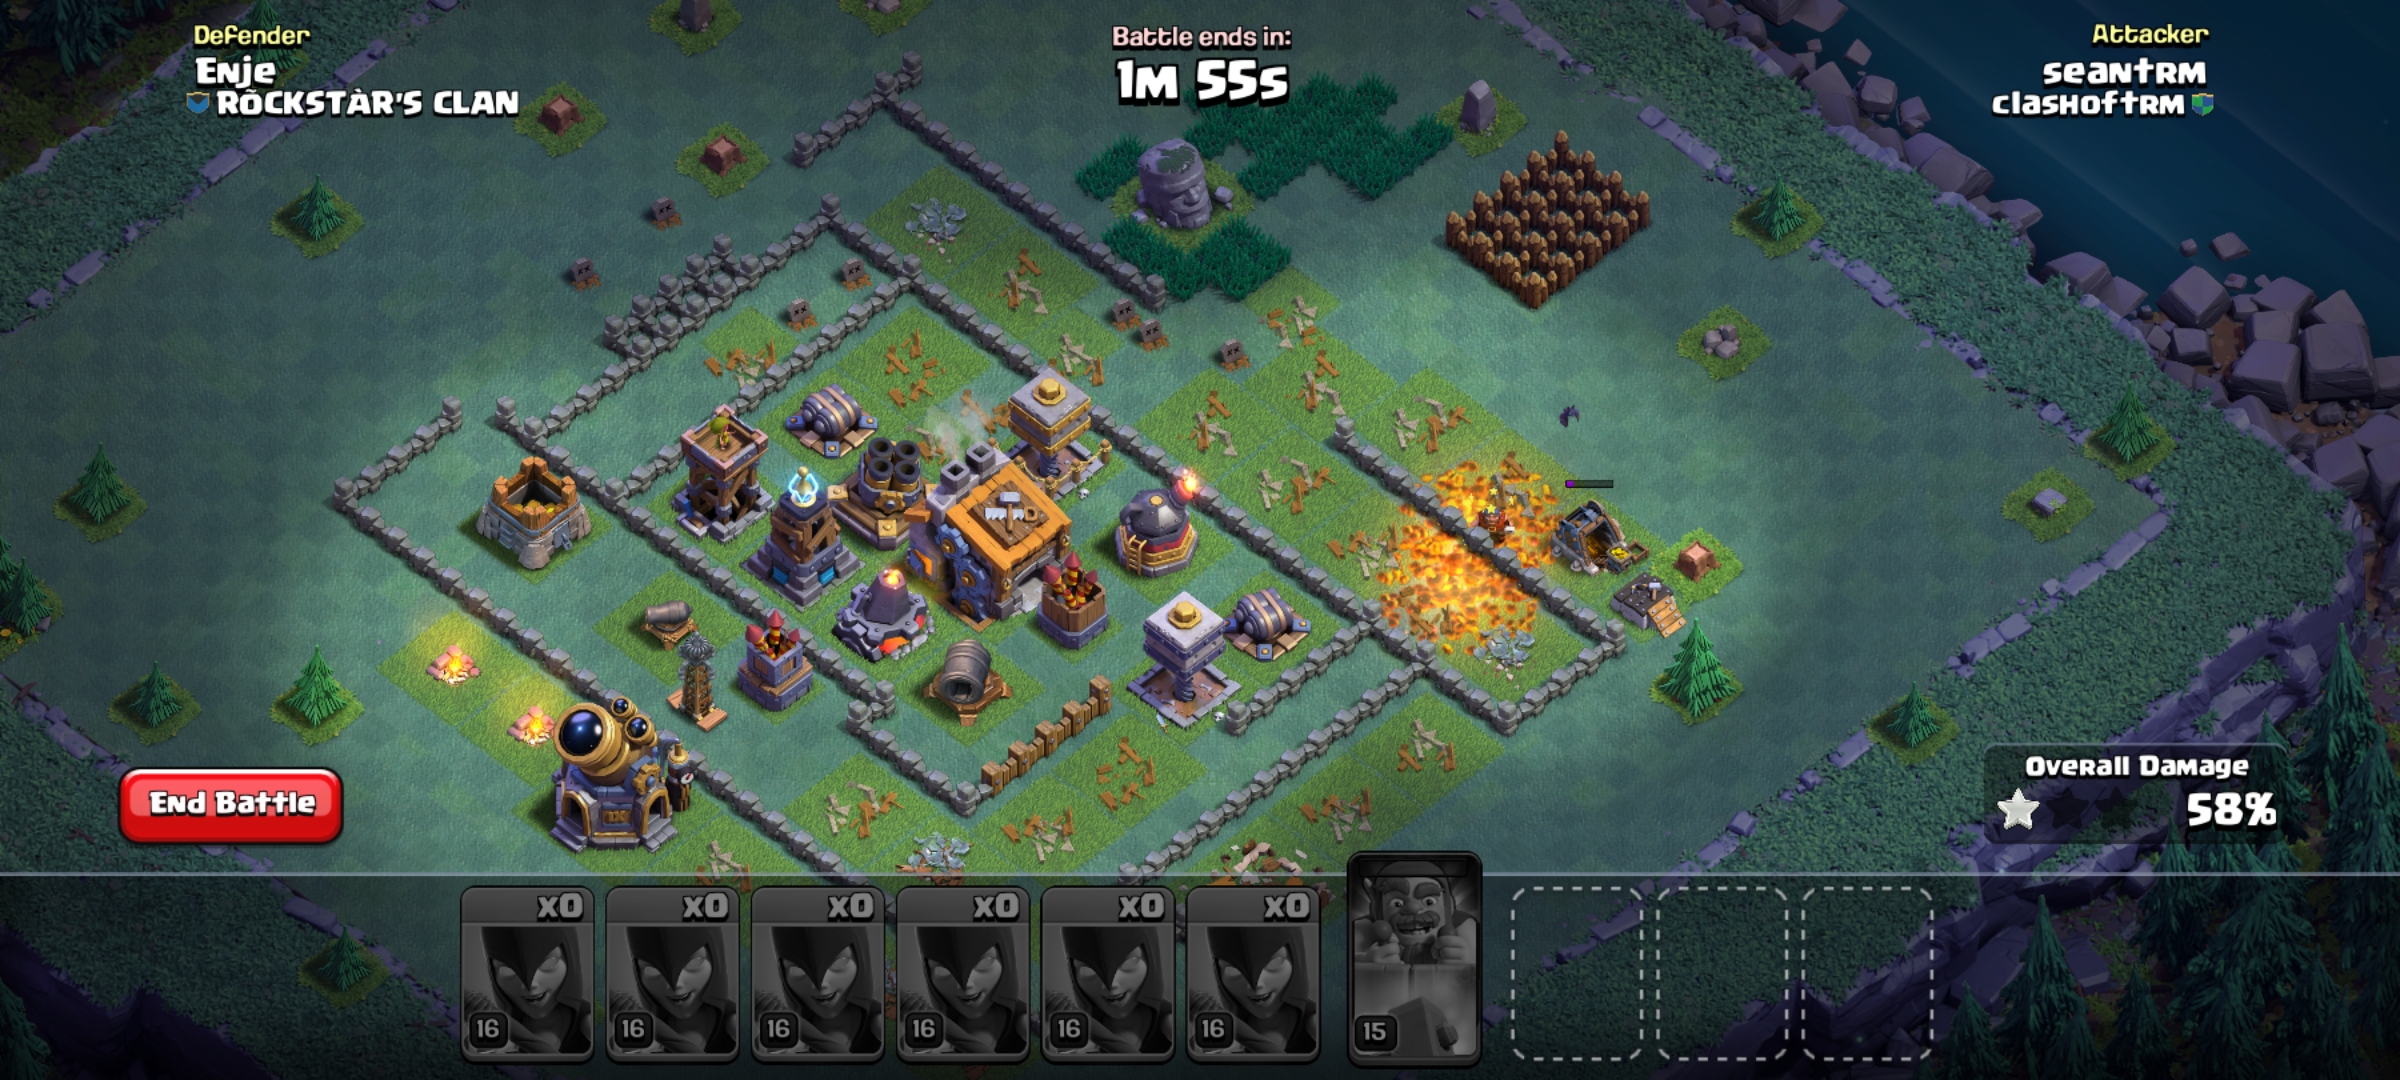 Defender
Enje
RÕCKSTÀR'S CLAN
Battle ends in:
1M 55s
Attacker
seantRM
clashoftRM
End Battle
Overall Damage
58%
x0
x0
x0
x0
x0
x0
16
16
16
16
16
16
15